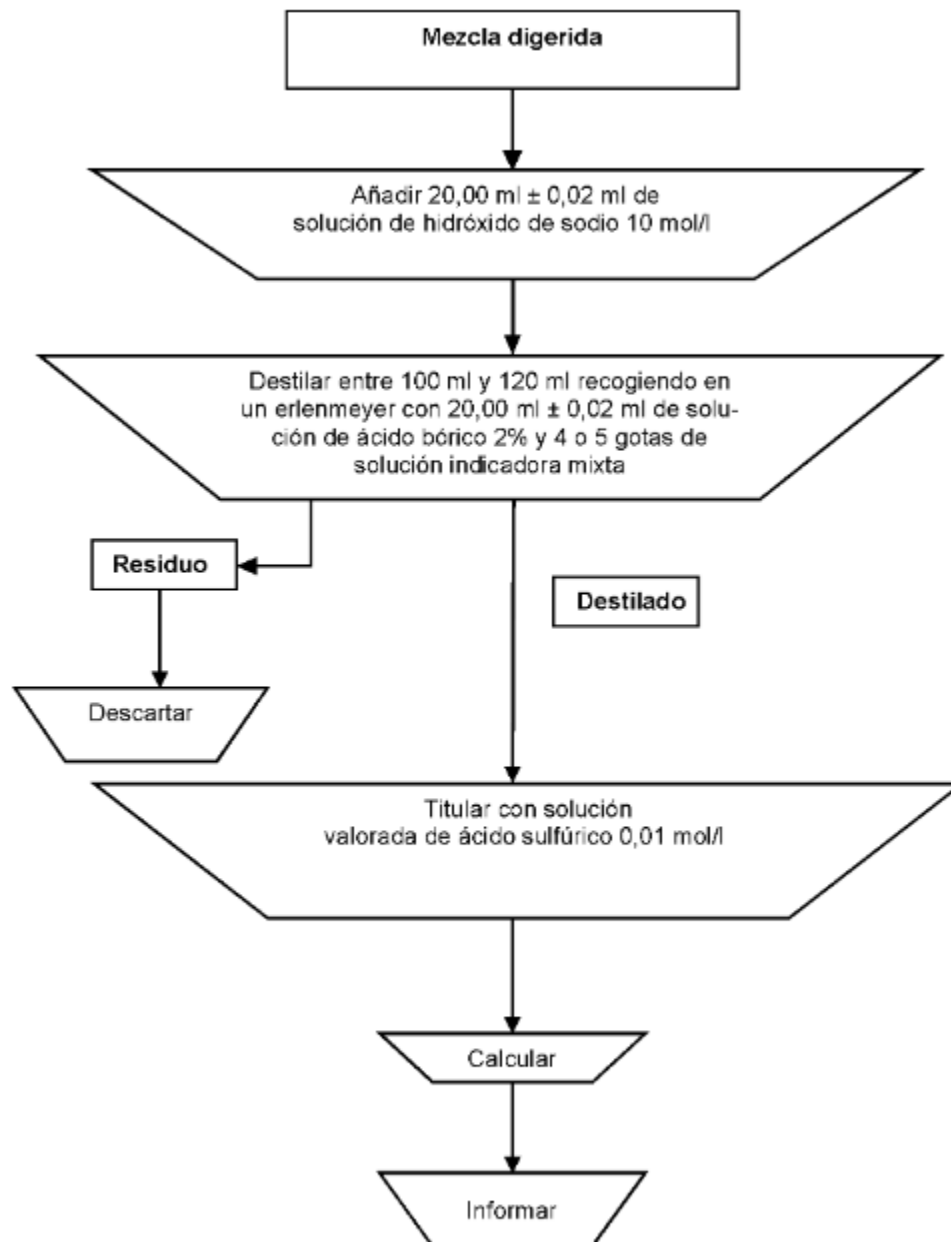 Mezcla digerida
Añadir 20,00 ml ± 0,02 ml de
solución de hidróxido de sodio 10 mol/l
Destilar entre 100 ml y 120 ml recogiendo en
un erlenmeyer con 20,00 ml ± 0,02 ml de solu-
ción de ácido bórico 2% y 4 o 5 gotas de
solución indicadora mixta
Residuo
Destilado
Descartar
Titular con solución
valorada de ácido sulfúrico 0,01 mol/l
Calcular
Informar